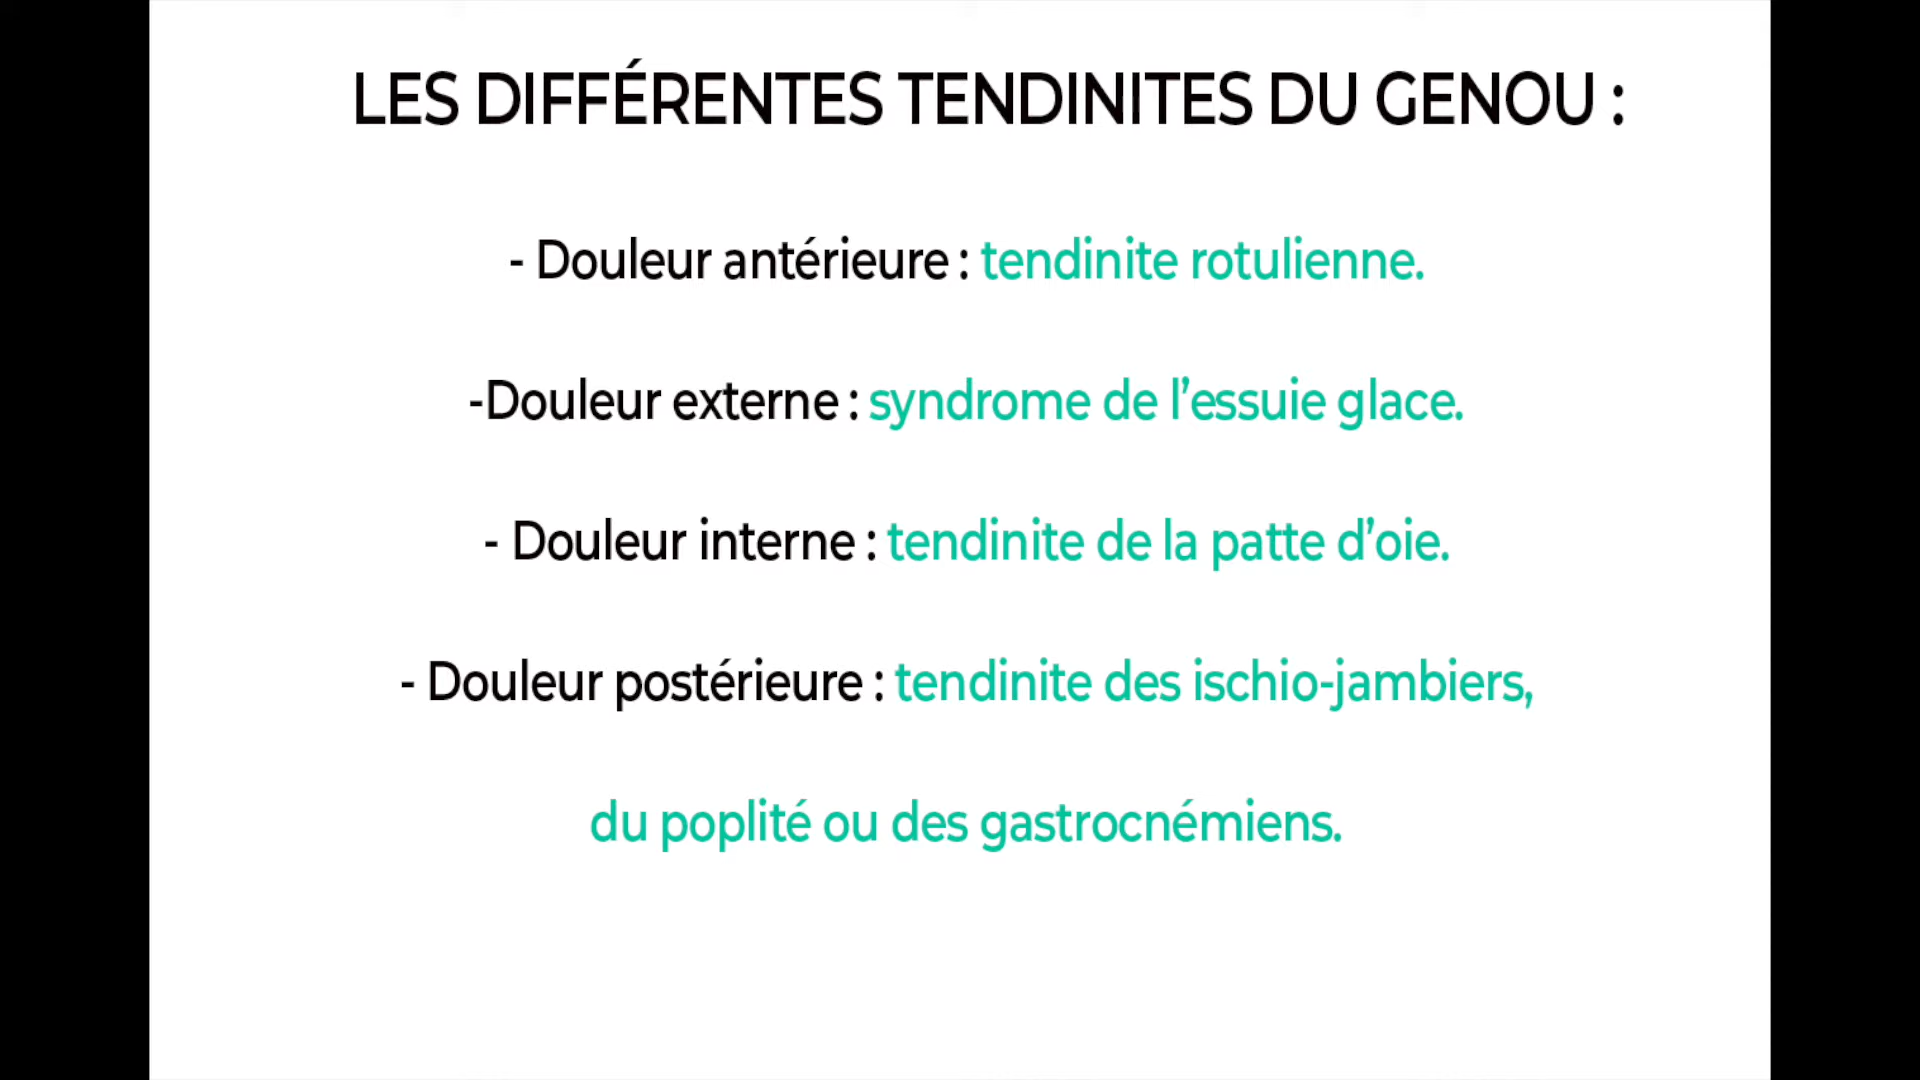 LES DIFFÉRENTES TENDINITES DU GENOU :
- Douleur antérieure : tendinite rotulienne.
-Douleur externe : syndrome de l’essuie glace.
- Douleur interne : tendinite de la patte d’oie.
- Douleur postérieure : tendinite des ischio-jambiers,
du poplité ou des gastrocnémiens.